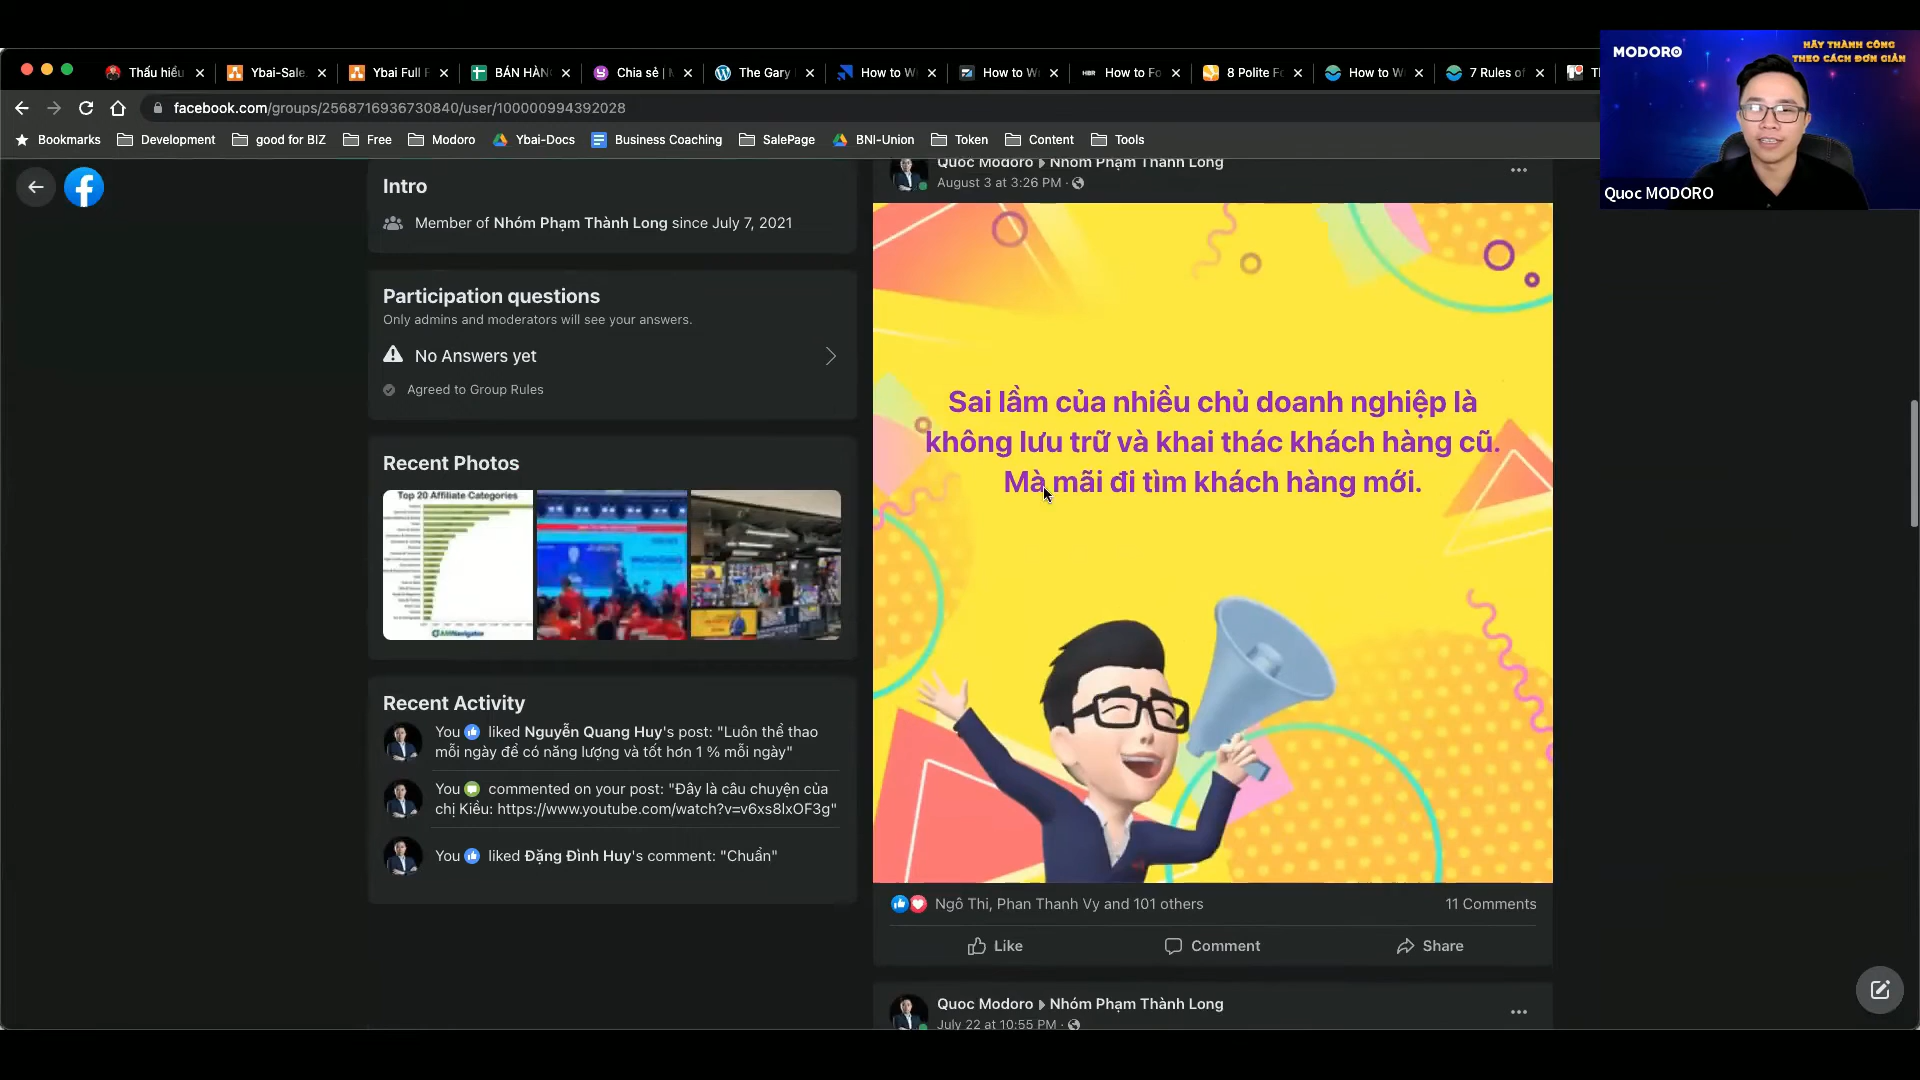 Thấu hiểu
Ybai-Sale
Ybai Full F
BÁN HÀN
Chia sẻ | M
The Gary
How to W
How to W
HBR How to Fo
8 Polite Fo
How to W
7 Rules of
facebook.com/groups/2568716936730840/user/100000994392028
Bookmarks
Development
good for BIZ
Free
Modoro
Ybai-Docs
Business Coaching
SalePage
BNI-Union
Token
Content
Tools
MODORO
HÃY THÀNH CÔNG
THEO CÁCH ĐƠN GIẢN
Quoc MODORO
Intro
Member of Nhóm Phạm Thành Long since July 7, 2021
Participation questions
Only admins and moderators will see your answers.
No Answers yet
Agreed to Group Rules
Recent Photos
Top 20 Affiliate Categories
Recent Activity
You liked Nguyễn Quang Huy's post: "Luôn thể thao
mỗi ngày để có năng lượng và tốt hơn 1 % mỗi ngày"
You commented on your post: "Đây là câu chuyện của
chị Kiều: https://www.youtube.com/watch?v=v6xs8lxOF3g"
You liked Đặng Đình Huy's comment: "Chuẩn"
Quoc Modoro Nhóm Phạm Thành Long
August 3 at 3:26 PM
Sai lầm của nhiều chủ doanh nghiệp là
không lưu trữ và khai thác khách hàng cũ.
Mà mãi đi tìm khách hàng mới.
Ngô Thi, Phan Thanh Vy and 101 others
11 Comments
Like
Comment
Share
Quoc Modoro Nhóm Phạm Thành Long
July 22 at 10:55 PM